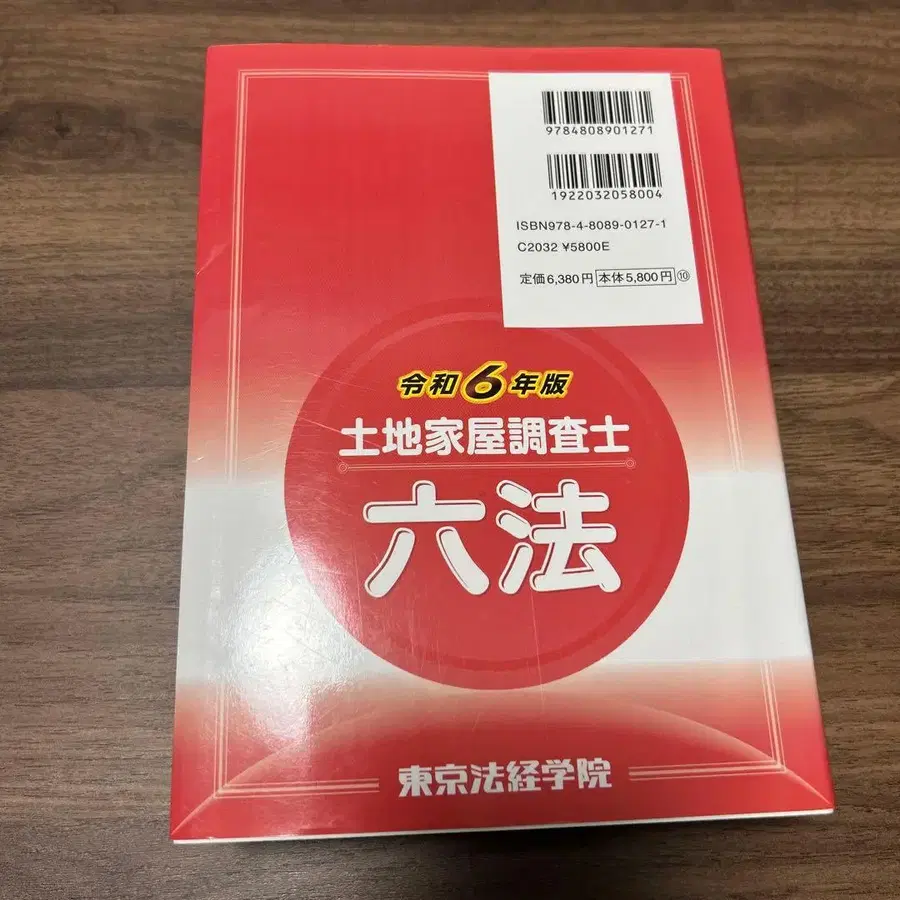 9784808901271
1922032058004
ISBN978-4-8089-0127-1
C2032 ¥5800E
定価6,380円 本体5,800円 ⑩
令和6年版
土地家屋調査士
六法
東京法経学院